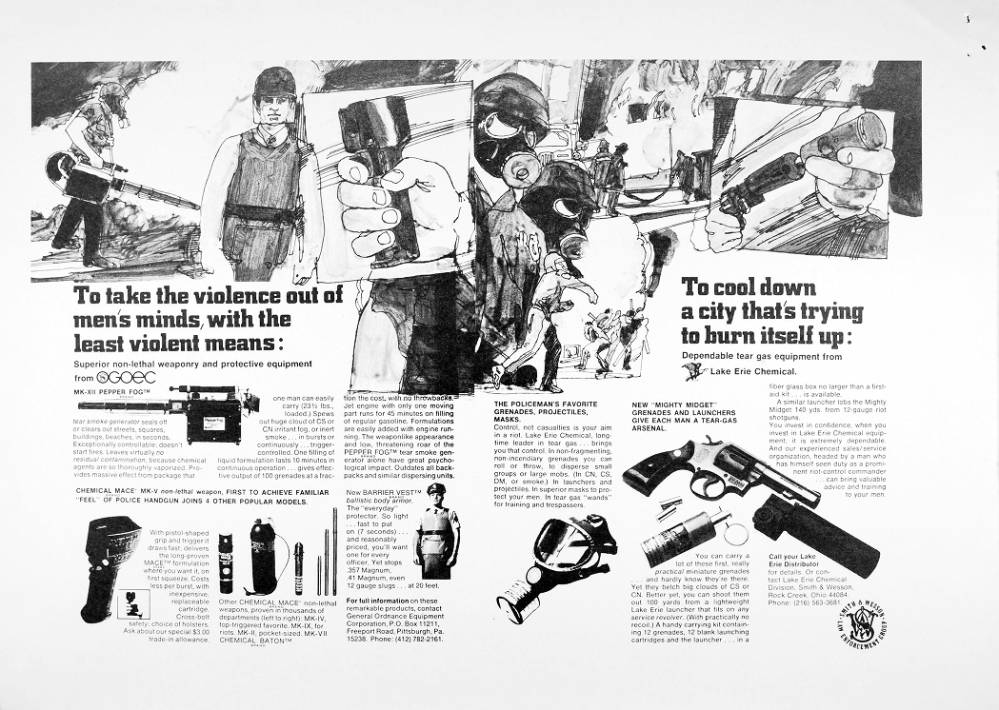 To take the violence out of
men's minds, with the
least violent means:
Superior non-lethal weaponry and protective equipment
from GOEC
MK-XII PEPPER FOG™
tear smoke generator seals off
or clears out streets, squares,
buildings, beaches, in seconds.
Exceptionally controllable; doesn't
start fires. Leaves virtually no
residual contamination, because chemical
agents are so thoroughly vaporized. Pro-
vides massive effect from package that
one man can easily
carry (23½ lbs.,
loaded.) Spews
out huge cloud of CS or
CN irritant fog, or inert
smoke . . . in bursts or
continuously . . . trigger-
controlled. One filling of
liquid formulation lasts 10 minutes in
continuous operation . . . gives effec-
tive output of 100 grenades at a frac-
tion the cost, with no throwbacks.
Jet engine with only one moving
part runs for 45 minutes on filling
of regular gasoline. Formulations
are easily added with engine run-
ning. The weaponlike appearance
and low, threatening roar of the
PEPPER FOG™ tear smoke gen-
erator alone have great psycho-
logical impact. Outdates all back-
packs and similar dispersing units.
CHEMICAL MACE® MK-V non-lethal weapon, FIRST TO ACHIEVE FAMILIAR
"FEEL" OF POLICE HANDGUN JOINS 4 OTHER POPULAR MODELS.
With pistol-shaped
grip and trigger it
draws fast; delivers
the long-proven
MACE™ formulation
where you want it, on
first squeeze. Costs
less per burst, with
inexpensive,
replaceable
cartridge.
Cross-bolt
safety; choice of holsters.
Ask about our special $3.00
trade-in allowance.
Other CHEMICAL MACE® non-lethal
weapons, proven in thousands of
departments (left to right): MK-IV,
top-triggered favorite. MK-IX, for
riots. MK-II, pocket-sized. MK-VII
CHEMICAL BATON™
New BARRIER VEST™
ballistic body armor.
The "everyday"
protector. So light
. . . fast to put
on (7 seconds) . . .
and reasonably
priced, you'll want
one for every
officer. Yet stops
.357 Magnum,
.41 Magnum, even
12 gauge slugs . . . at 20 feet.
For full information on these
remarkable products, contact
General Ordnance Equipment
Corporation, P.O. Box 11211,
Freeport Road, Pittsburgh, Pa.
15238. Phone: (412) 782-2161.
To cool down
a city that's trying
to burn itself up:
Dependable tear gas equipment from
Lake Erie Chemical.
THE POLICEMAN'S FAVORITE
GRENADES, PROJECTILES,
MASKS.
Control, not casualties is your aim
in a riot. Lake Erie Chemical, long-
time leader in tear gas . . . brings
you that control. In non-fragmenting,
non-incendiary grenades you can
roll or throw, to disperse small
groups or large mobs. (In CN, CS,
DM, or smoke.) In launchers and
projectiles. In superior masks to pro-
tect your men. In tear gas "wands"
for training and trespassers.
NEW "MIGHTY MIDGET"
GRENADES AND LAUNCHERS
GIVE EACH MAN A TEAR-GAS
ARSENAL.
You can carry a
lot of these first, really
practical miniature grenades
and hardly know they're there.
Yet they belch big clouds of CS or
CN. Better yet, you can shoot them
out 100 yards from a lightweight
Lake Erie launcher that fits on any
service revolver. (With practically no
recoil.) A handy carrying kit contain-
ing 12 grenades, 12 blank launching
cartridges and the launcher . . . in a
fiber glass box no larger than a first-
aid kit . . . is available.
A similar launcher lobs the Mighty
Midget 140 yds. from 12-gauge riot
shotguns.
You invest in confidence, when you
invest in Lake Erie Chemical equip-
ment, it is extremely dependable.
And our experienced sales/service
organization, headed by a man who
has himself seen duty as a promi-
nent riot-control commander
. . . can bring valuable
advice and training
to your men.
Call your Lake
Erie Distributor
for details. Or con-
tact Lake Erie Chemical
Division, Smith & Wesson,
Rock Creek, Ohio 44084.
Phone: (216) 563-3681.
SMITH & WESSON
LAW ENFORCEMENT GROUP